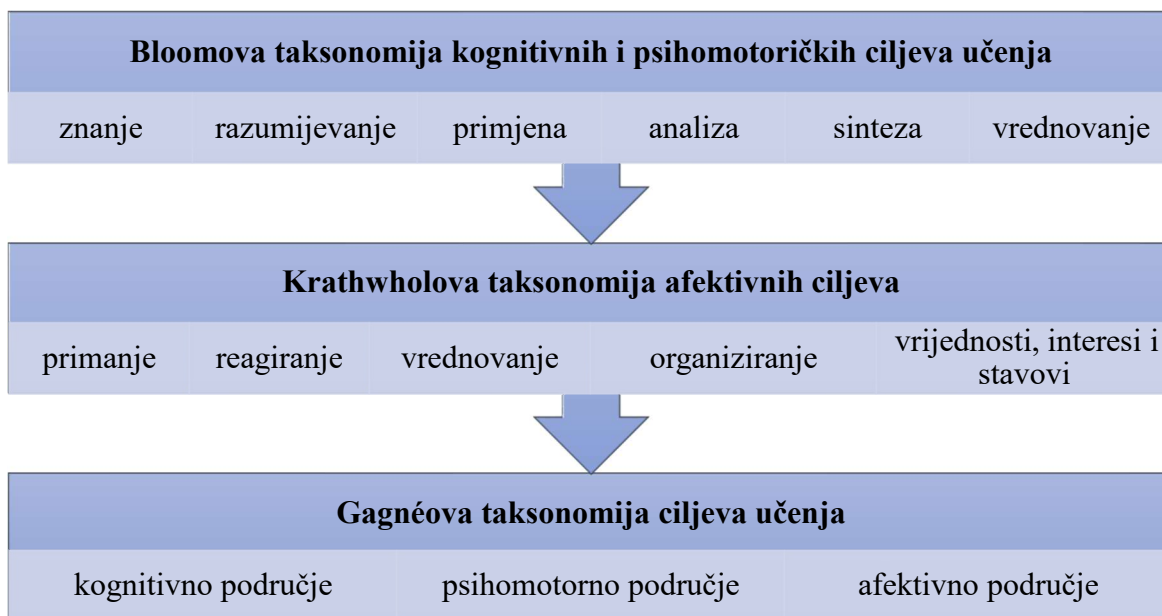 Bloomova taksonomija kognitivnih i psihomotoričkih ciljeva učenja
znanje razumijevanje primjena analiza sinteza vrednovanje
Krathwholova taksonomija afektivnih ciljeva
primanje reagiranje vrednovanje organiziranje vrijednosti, interesi i
stavovi
Gagnéova taksonomija ciljeva učenja
kognitivno područje psihomotorno područje afektivno područje